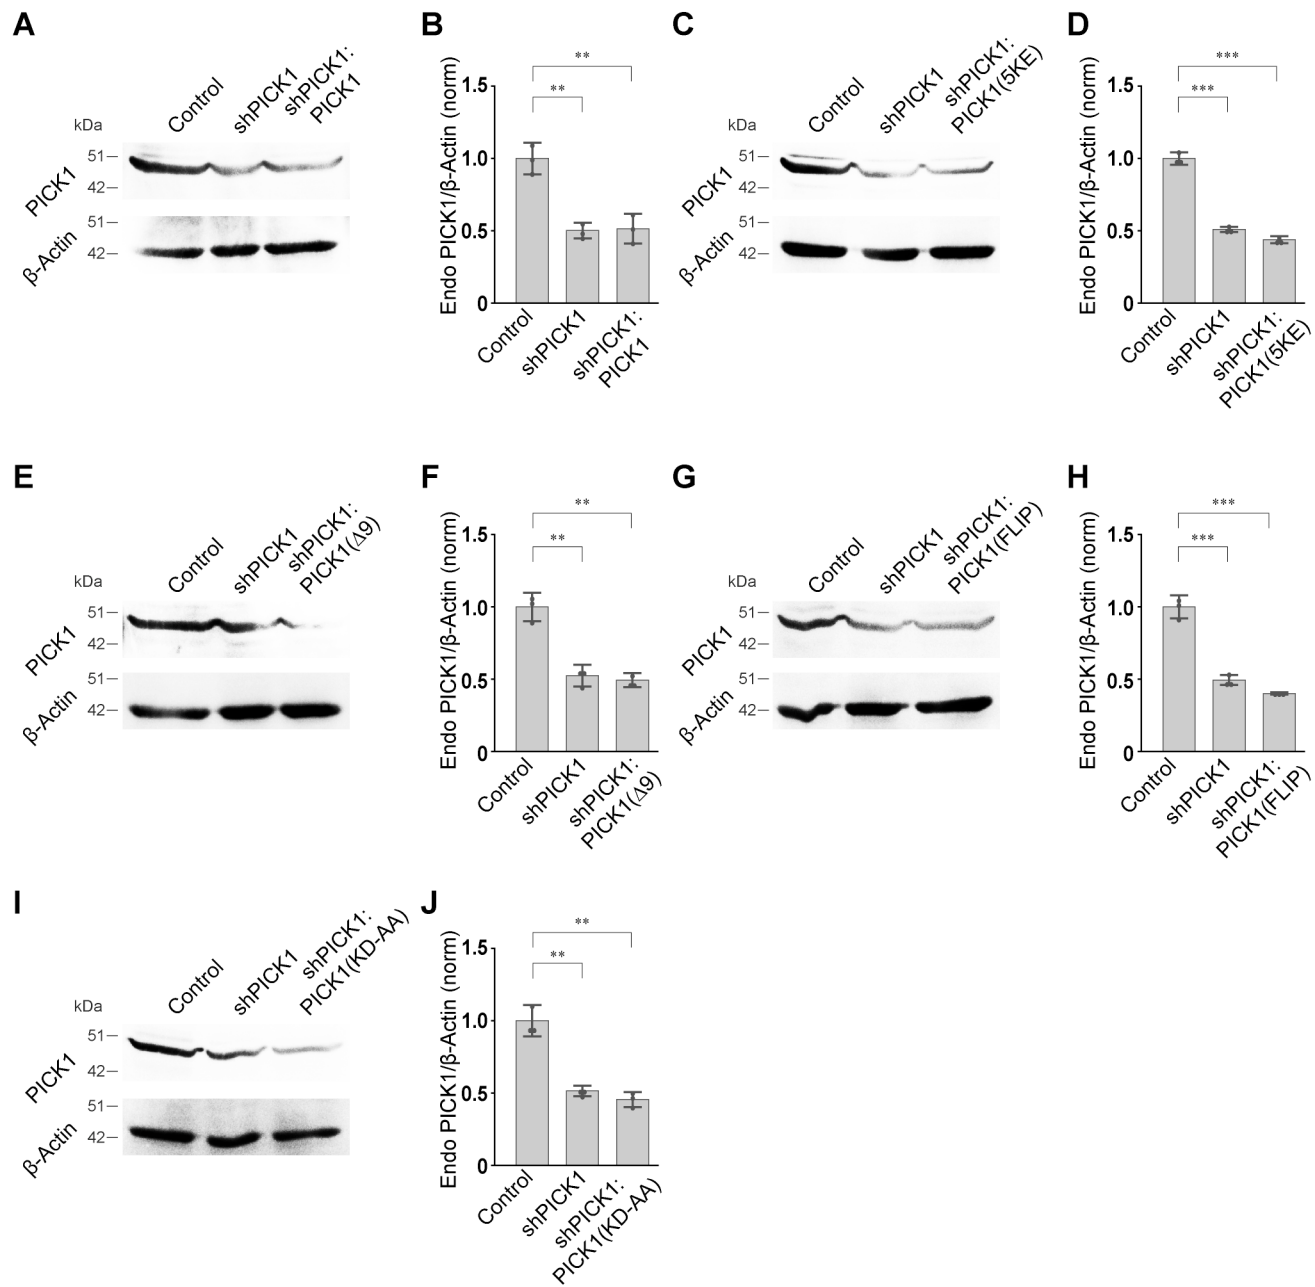 A
Control
shPICK1
shPICK1:
PICK1
kDa
51
42
PICK1
51
42
β-Actin
B
**
**
Endo PICK1/β-Actin (norm)
1.5
1.0
0.5
0
Control
shPICK1
shPICK1:
PICK1
C
Control
shPICK1
shPICK1:
PICK1(5KE)
kDa
51
42
PICK1
51
42
β-Actin
D
***
***
Endo PICK1/β-Actin (norm)
1.5
1.0
0.5
0
Control
shPICK1
shPICK1:
PICK1(5KE)
E
Control
shPICK1
shPICK1:
PICK1(Δ9)
kDa
51
42
PICK1
51
42
β-Actin
F
**
**
Endo PICK1/β-Actin (norm)
1.5
1.0
0.5
0
Control
shPICK1
shPICK1:
PICK1(Δ9)
G
Control
shPICK1
shPICK1:
PICK1(FLIP)
kDa
51
42
PICK1
51
42
β-Actin
H
***
***
Endo PICK1/β-Actin (norm)
1.5
1.0
0.5
0
Control
shPICK1
shPICK1:
PICK1(FLIP)
I
Control
shPICK1
shPICK1:
PICK1(KD-AA)
kDa
51
42
PICK1
51
42
β-Actin
J
**
**
Endo PICK1/β-Actin (norm)
1.5
1.0
0.5
0
Control
shPICK1
shPICK1:
PICK1(KD-AA)